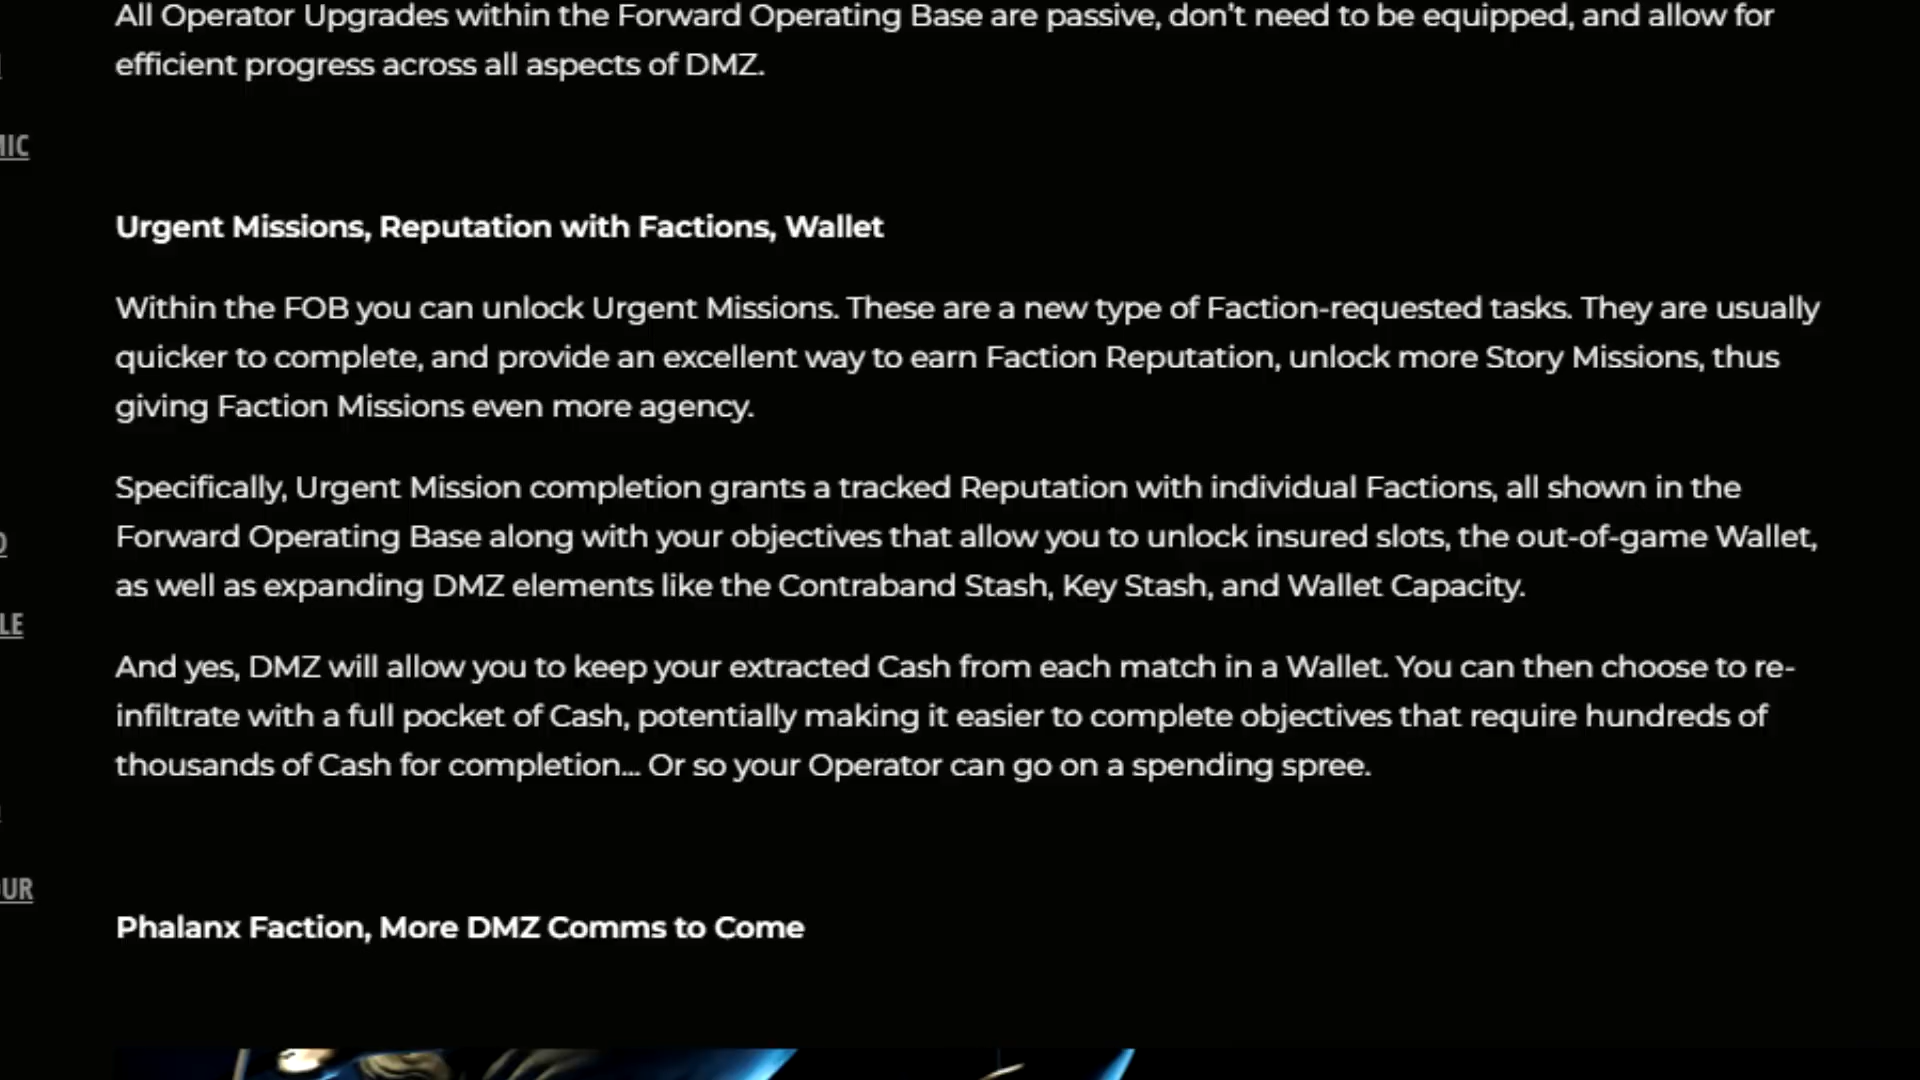 All Operator Upgrades within the Forward Operating Base are passive, don't need to be equipped, and allow for
efficient progress across all aspects of DMZ.
MIC
Urgent Missions, Reputation with Factions, Wallet
Within the FOB you can unlock Urgent Missions. These are a new type of Faction-requested tasks. They are usually
quicker to complete, and provide an excellent way to earn Faction Reputation, unlock more Story Missions, thus
giving Faction Missions even more agency.
Specifically, Urgent Mission completion grants a tracked Reputation with individual Factions, all shown in the
Forward Operating Base along with your objectives that allow you to unlock insured slots, the out-of-game Wallet,
as well as expanding DMZ elements like the Contraband Stash, Key Stash, and Wallet Capacity.
LE
And yes, DMZ will allow you to keep your extracted Cash from each match in a Wallet. You can then choose to re-
infiltrate with a full pocket of Cash, potentially making it easier to complete objectives that require hundreds of
thousands of Cash for completion... Or so your Operator can go on a spending spree.
OUR
Phalanx Faction, More DMZ Comms to Come